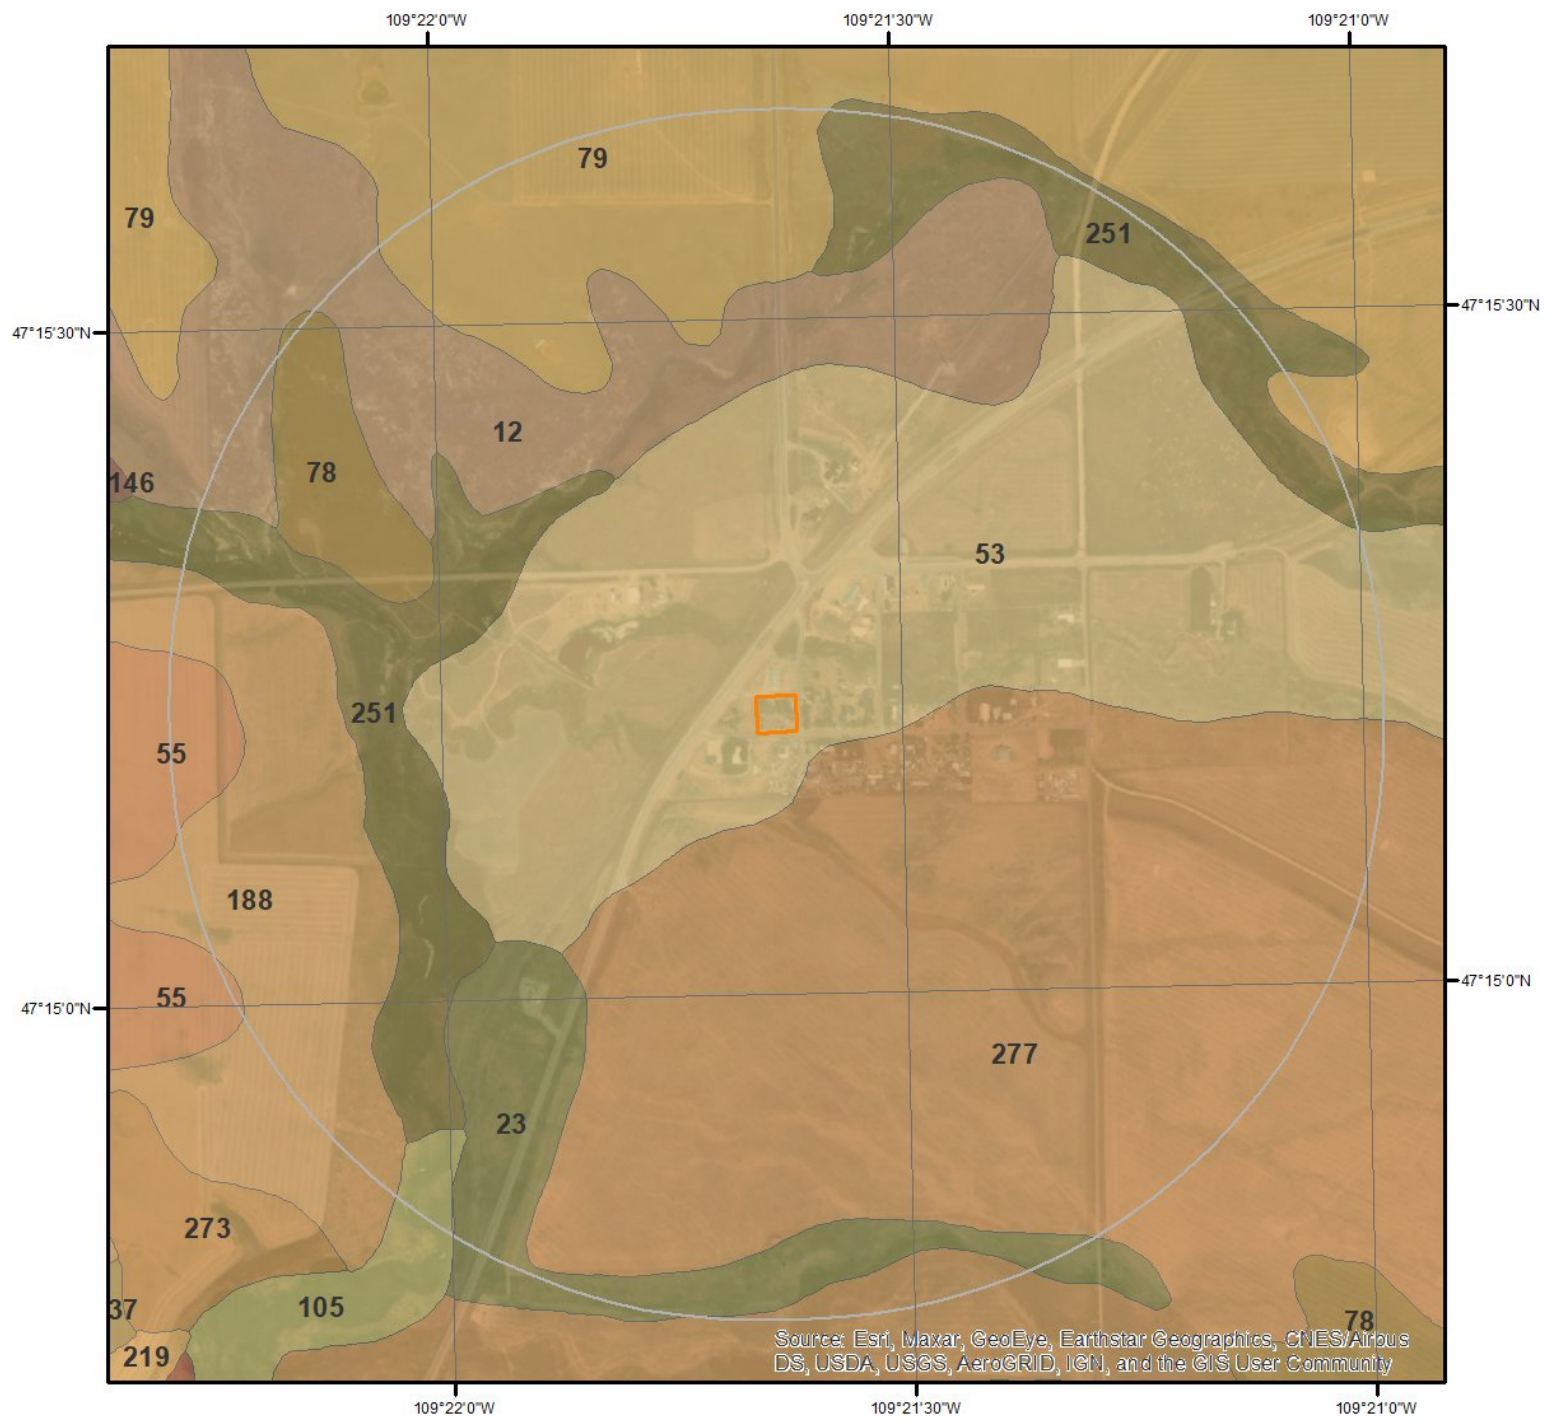 109°22'0"W
109°21'30"W
109°21'0"W
79
79
251
47°15'30"N
47°15'30"N
12
78
146
53
251
55
188
55
47°15'0"N
47°15'0"N
277
23
273
37
105
78
219
Source: Esri, Maxar, GeoEye, Earthstar Geographics, CNES/Airbus
DS, USDA, USGS, AeroGRID, IGN, and the GIS User Community
109°22'0"W
109°21'30"W
109°21'0"W